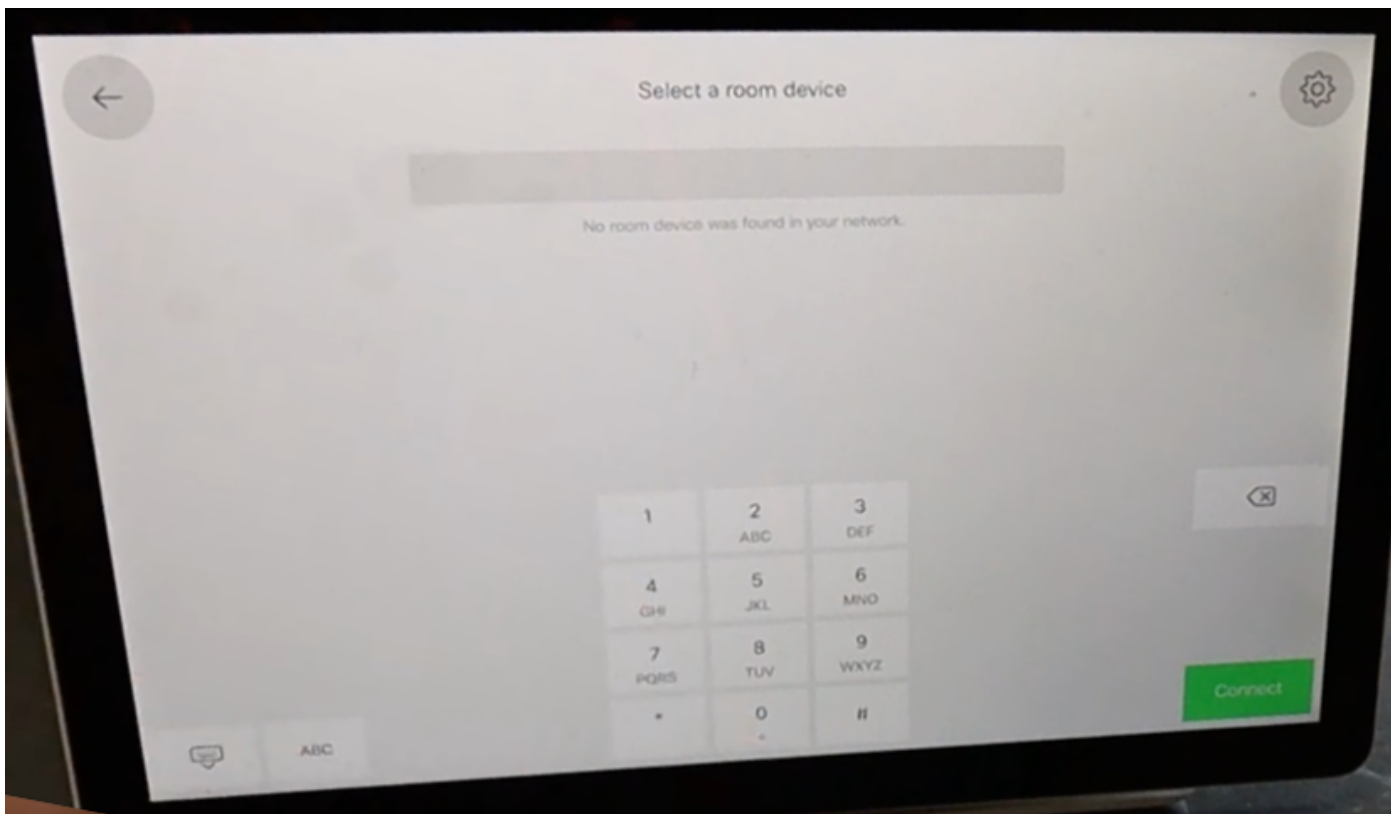 Select a room device
No room device was found in your network.
1
2
ABC
3
DEF
4
GHI
5
JKL
6
MNO
7
PQRS
8
TUV
9
WXYZ
*
0
+
#
Connect
ABC